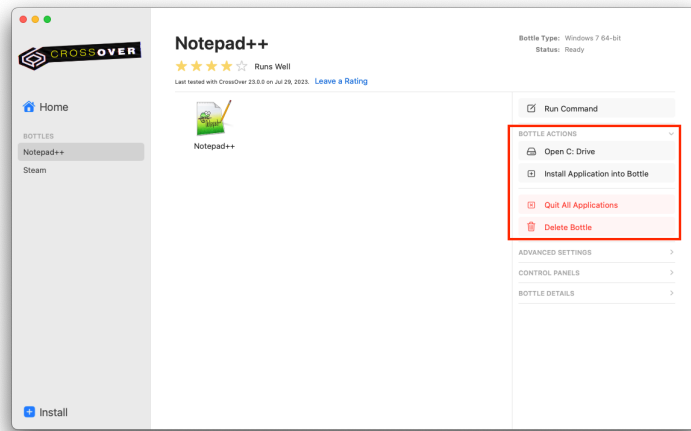 CROSSOVER
Home
BOTTLES
Notepad++
Steam
Install
Notepad++
Runs Well
Last tested with CrossOver 23.0.0 on Jul 29, 2023. Leave a Rating
Notepad++
Bottle Type: Windows 7 64-bit
Status: Ready
Run Command
BOTTLE ACTIONS
Open C: Drive
Install Application into Bottle
Quit All Applications
Delete Bottle
ADVANCED SETTINGS
CONTROL PANELS
BOTTLE DETAILS